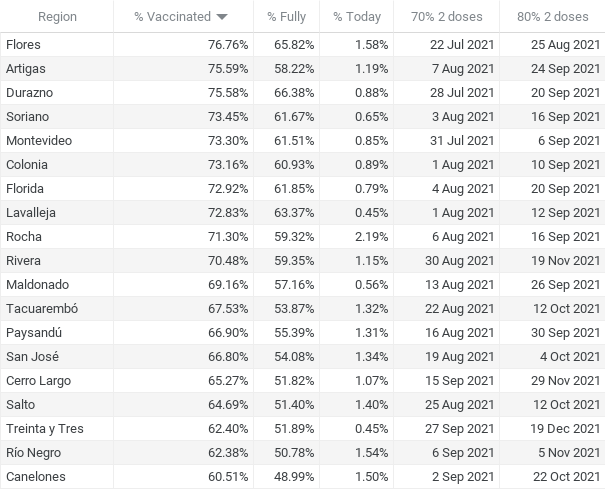 Region % Vaccinated % Fully % Today 70% 2 doses 80% 2 doses
Flores 76.76% 65.82% 1.58% 22 Jul 2021 25 Aug 2021
Artigas 75.59% 58.22% 1.19% 7 Aug 2021 24 Sep 2021
Durazno 75.58% 66.38% 0.88% 28 Jul 2021 20 Sep 2021
Soriano 73.45% 61.67% 0.65% 3 Aug 2021 16 Sep 2021
Montevideo 73.30% 61.51% 0.85% 31 Jul 2021 6 Sep 2021
Colonia 73.16% 60.93% 0.89% 1 Aug 2021 10 Sep 2021
Florida 72.92% 61.85% 0.79% 4 Aug 2021 20 Sep 2021
Lavalleja 72.83% 63.37% 0.45% 1 Aug 2021 12 Sep 2021
Rocha 71.30% 59.32% 2.19% 6 Aug 2021 16 Sep 2021
Rivera 70.48% 59.35% 1.15% 30 Aug 2021 19 Nov 2021
Maldonado 69.16% 57.16% 0.56% 13 Aug 2021 26 Sep 2021
Tacuarembó 67.53% 53.87% 1.32% 22 Aug 2021 12 Oct 2021
Paysandú 66.90% 55.39% 1.31% 16 Aug 2021 30 Sep 2021
San José 66.80% 54.08% 1.34% 19 Aug 2021 4 Oct 2021
Cerro Largo 65.27% 51.82% 1.07% 15 Sep 2021 29 Nov 2021
Salto 64.69% 51.40% 1.40% 25 Aug 2021 12 Oct 2021
Treinta y Tres 62.40% 51.89% 0.45% 27 Sep 2021 19 Dec 2021
Río Negro 62.38% 50.78% 1.54% 6 Sep 2021 5 Nov 2021
Canelones 60.51% 48.99% 1.50% 2 Sep 2021 22 Oct 2021